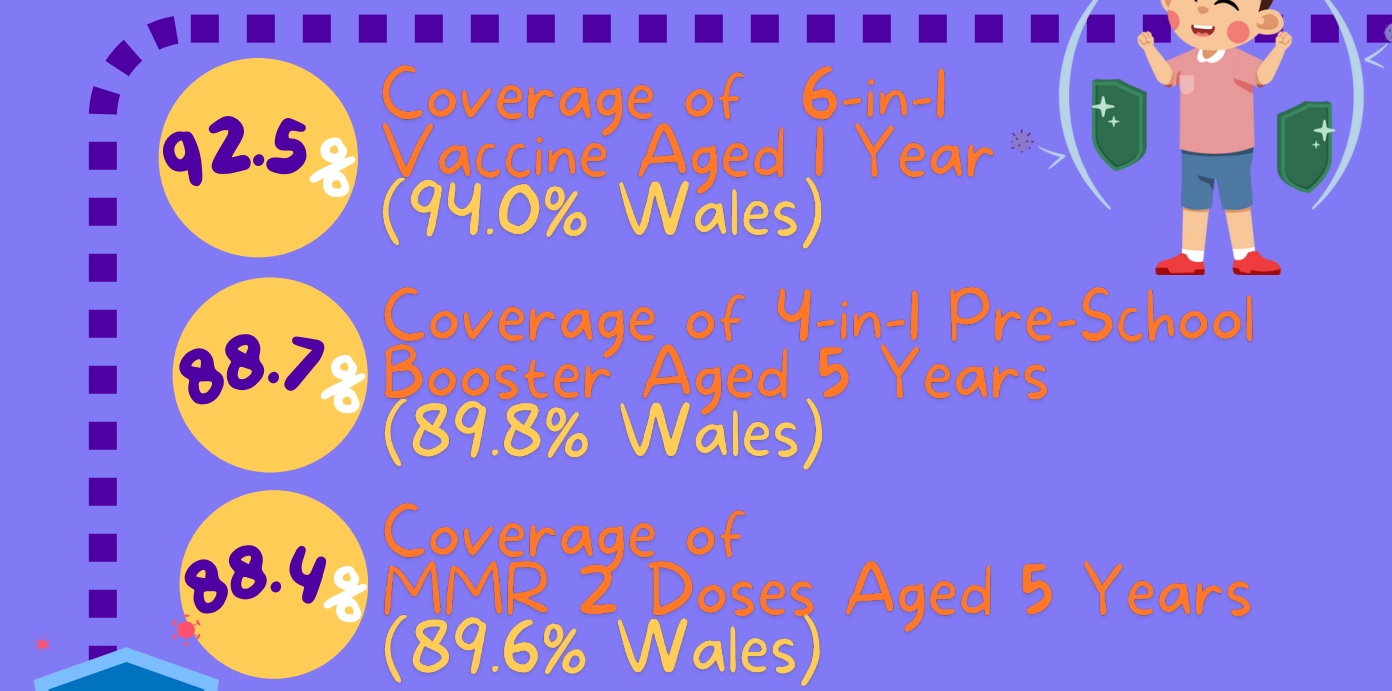 92.5%
Coverage of 6-in-1
Vaccine Aged 1 Year
(94.0% Wales)
88.7%
Coverage of 4-in-1 Pre-School
Booster Aged 5 Years
(89.8% Wales)
88.4%
Coverage of
MMR 2 Doses Aged 5 Years
(89.6% Wales)